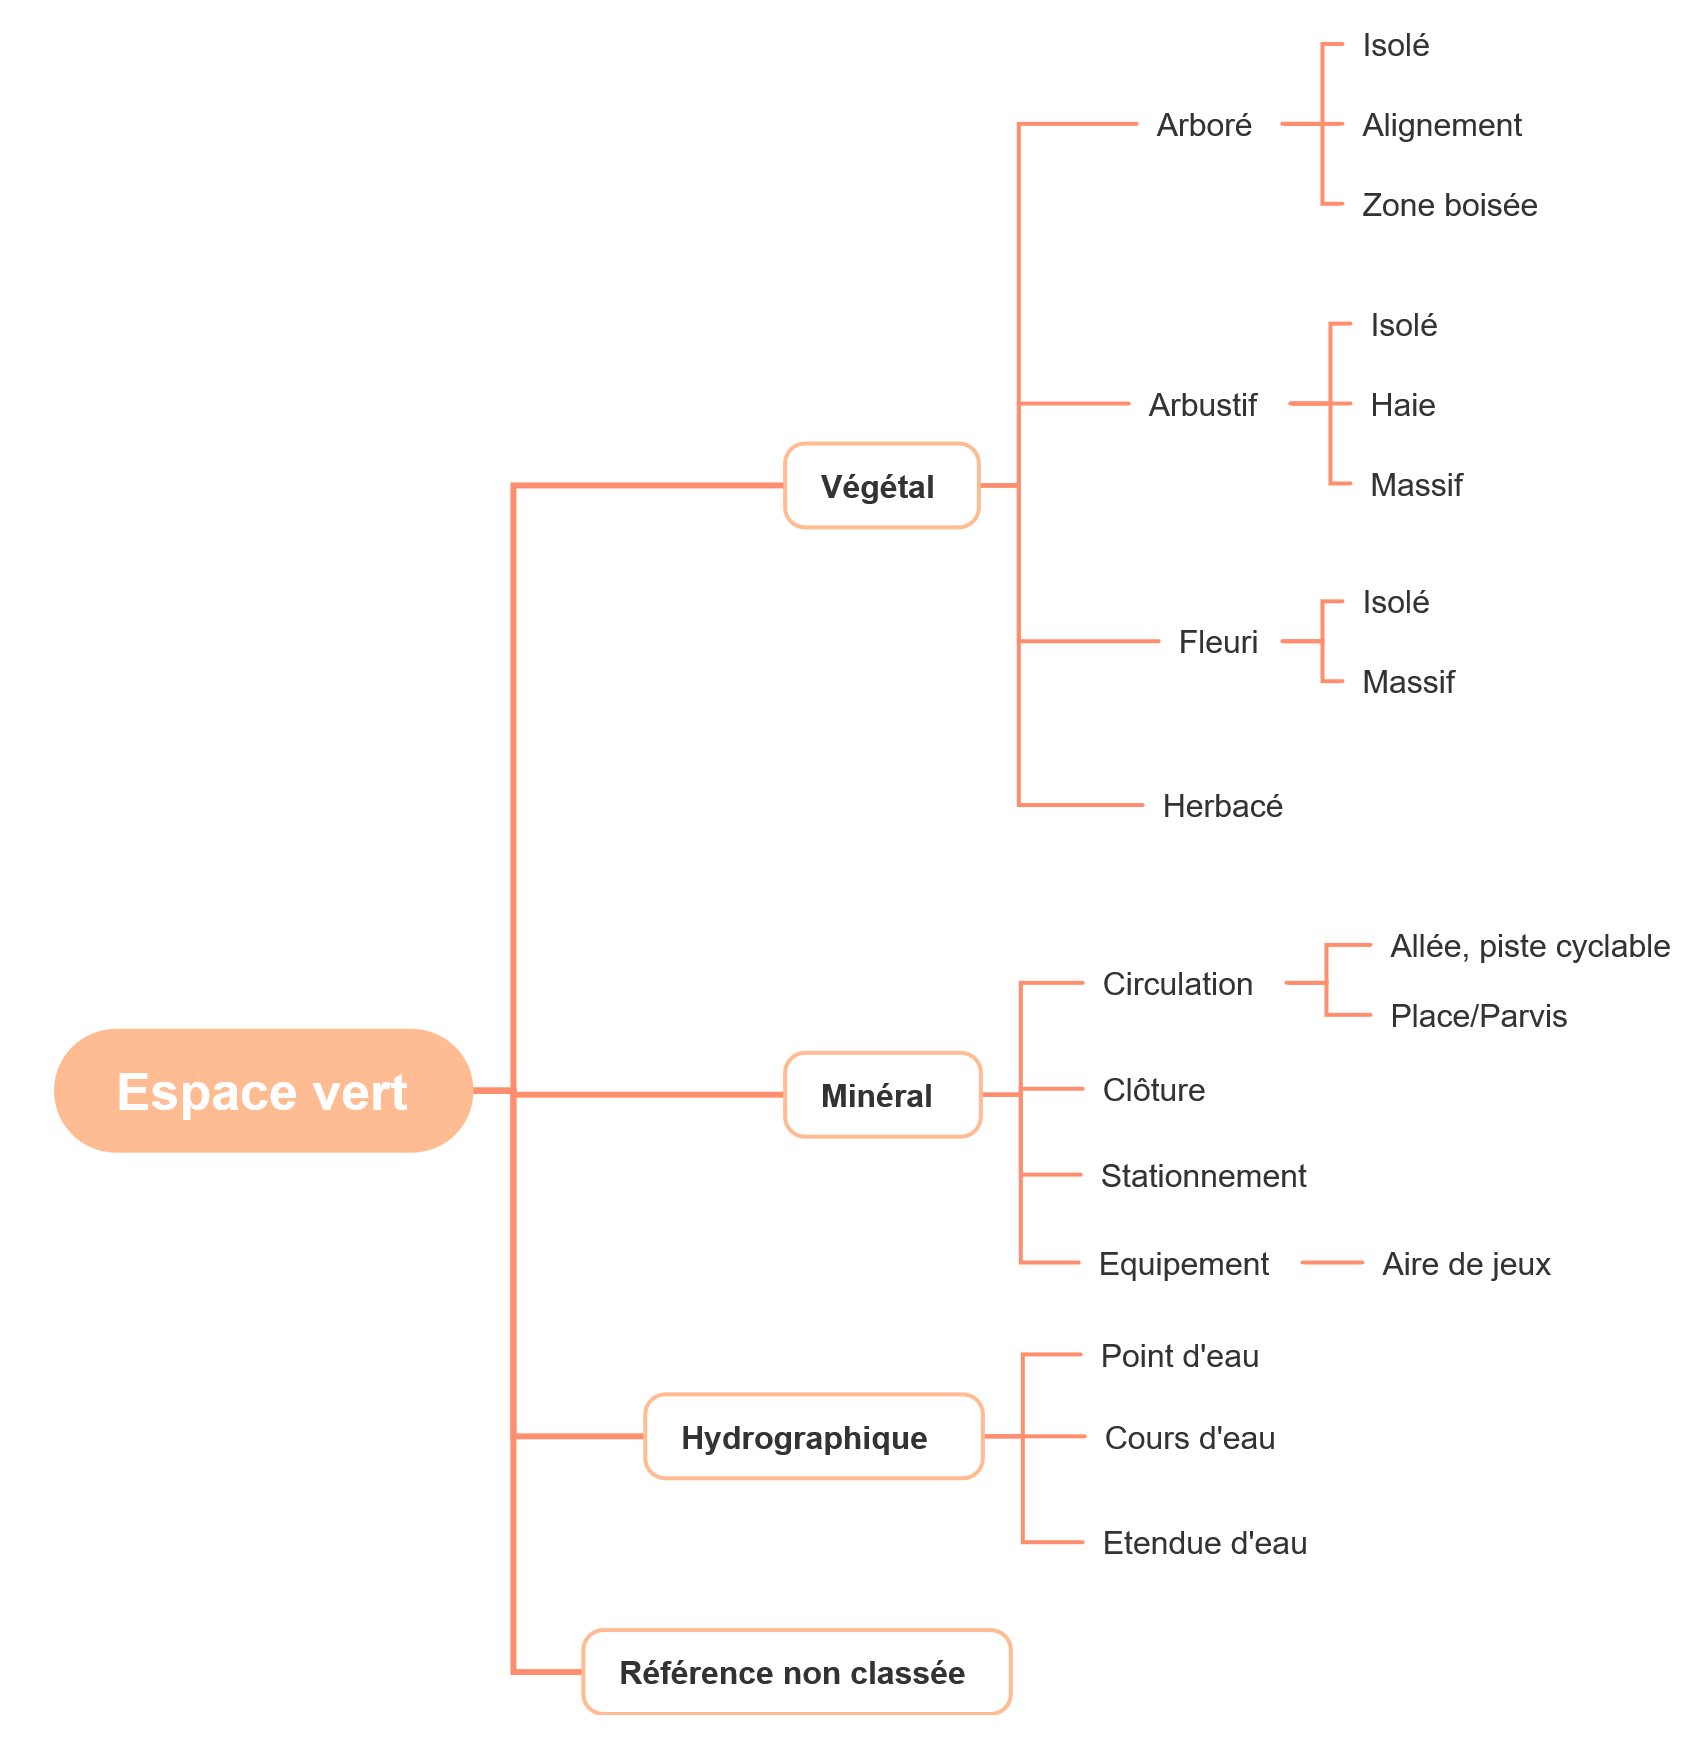 Espace vert
Végétal
Arboré
Isolé
Alignement
Zone boisée
Arbustif
Isolé
Haie
Massif
Fleuri
Isolé
Massif
Herbacé
Minéral
Circulation
Allée, piste cyclable
Place/Parvis
Clôture
Stationnement
Equipement
Aire de jeux
Hydrographique
Point d'eau
Cours d'eau
Etendue d'eau
Référence non classée